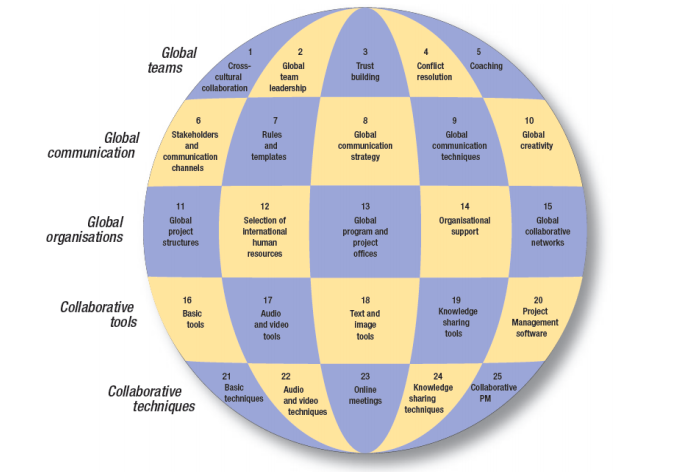 Global
teams
1
Cross-
cultural
collaboration
2
Global
team
leadership
3
Trust
building
4
Conflict
resolution
5
Coaching
Global
communication
6
Stakeholders
and
communication
channels
7
Rules
and
templates
8
Global
communication
strategy
9
Global
communication
techniques
10
Global
creativity
Global
organisations
11
Global
project
structures
12
Selection of
international
human
resources
13
Global
program and
project
offices
14
Organisational
support
15
Global
collaborative
networks
Collaborative
tools
16
Basic
tools
17
Audio
and video
tools
18
Text and
image
tools
19
Knowledge
sharing
tools
20
Project
Management
software
Collaborative
techniques
21
Basic
techniques
22
Audio
and video
techniques
23
Online
meetings
24
Knowledge
sharing
techniques
25
Collaborative
PM